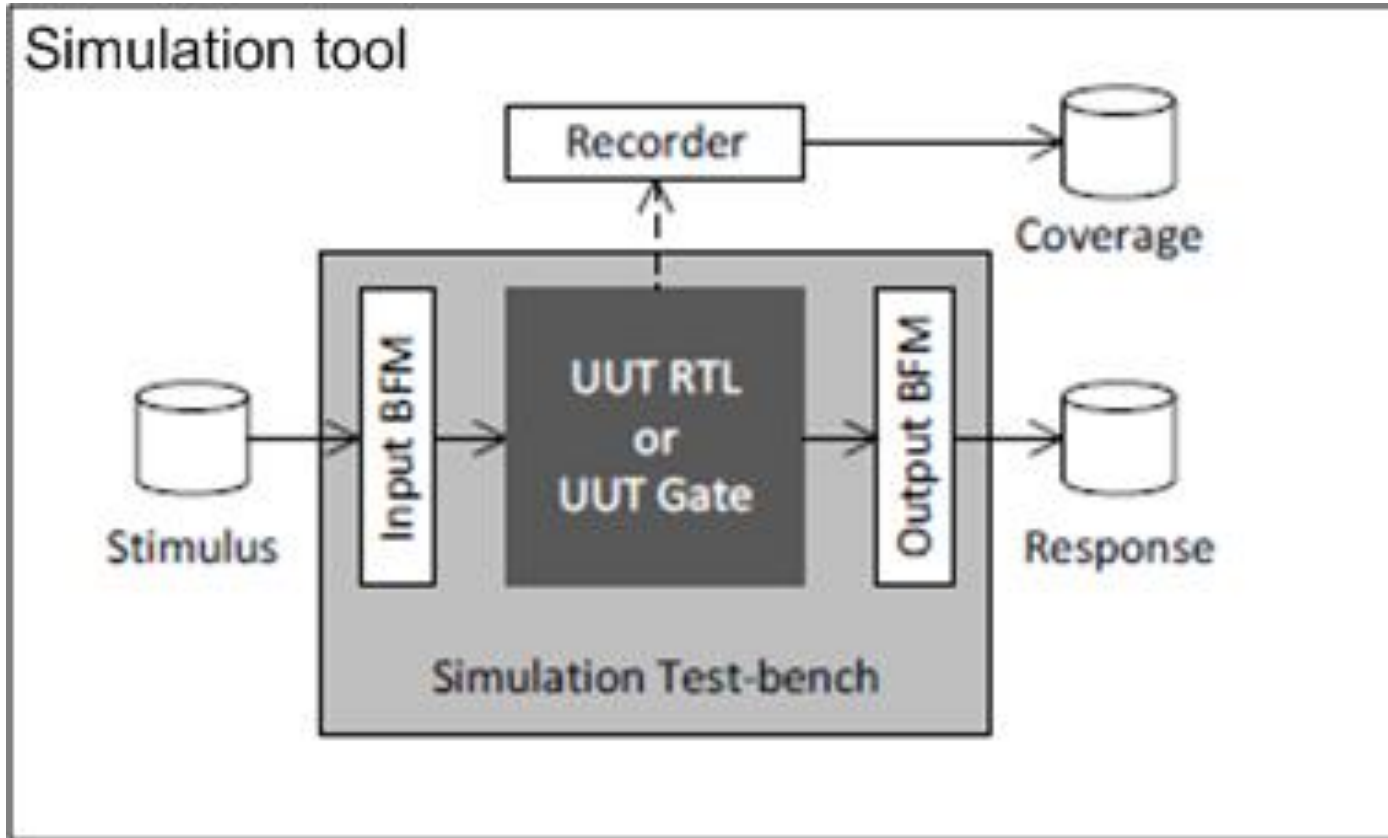 Simulation tool
Recorder
Coverage
Input BFM
UUT RTL
or
UUT Gate
Output BFM
Stimulus
Response
Simulation Test-bench